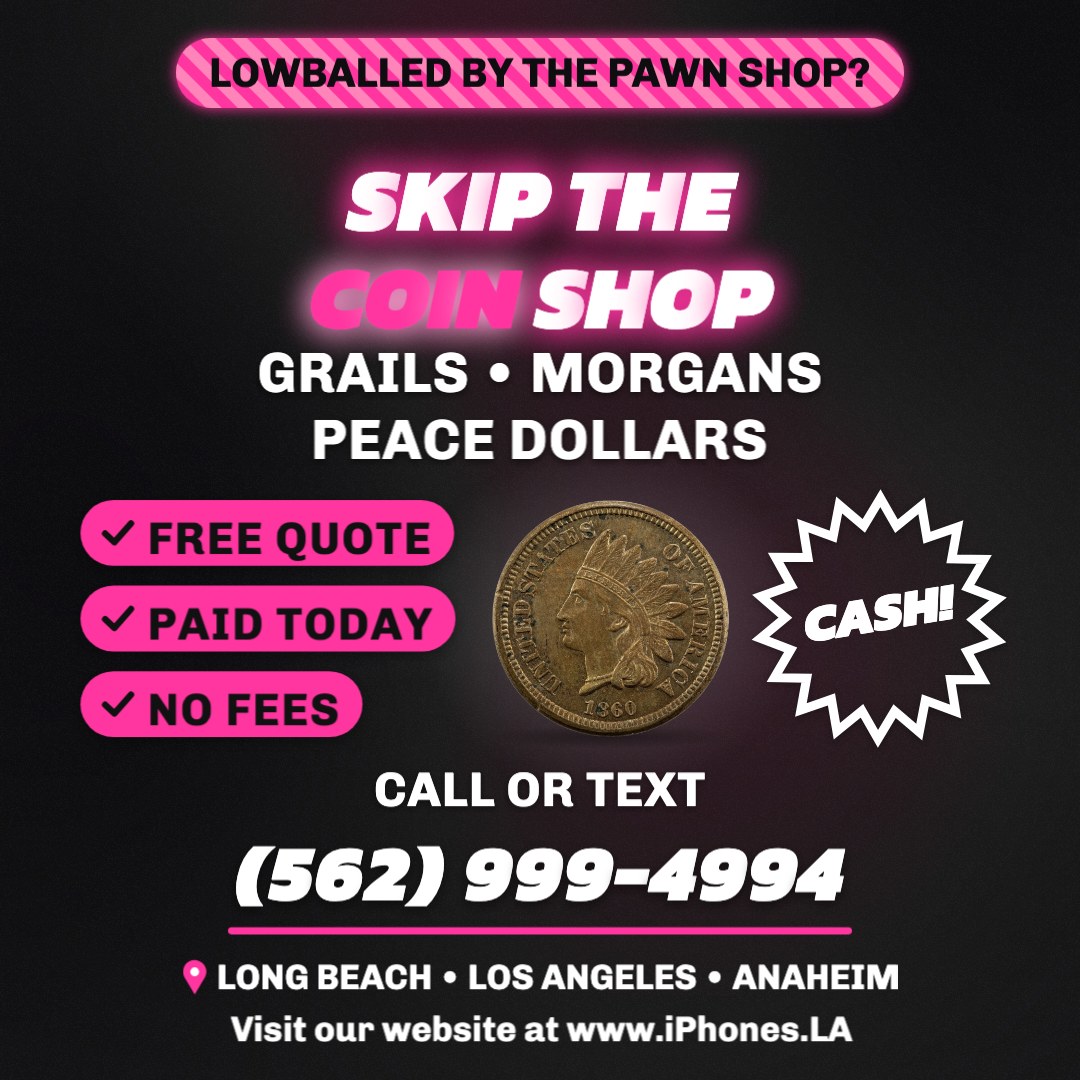 LOWBALLED BY THE PAWN SHOP?
SKIP THE
COIN SHOP
GRAILS • MORGANS
PEACE DOLLARS
✓ FREE QUOTE
✓ PAID TODAY
✓ NO FEES
UNITED STATES OF AMERICA
1860
CASH!
CALL OR TEXT
(562) 999-4994
LONG BEACH • LOS ANGELES • ANAHEIM
Visit our website at www.iPhones.LA